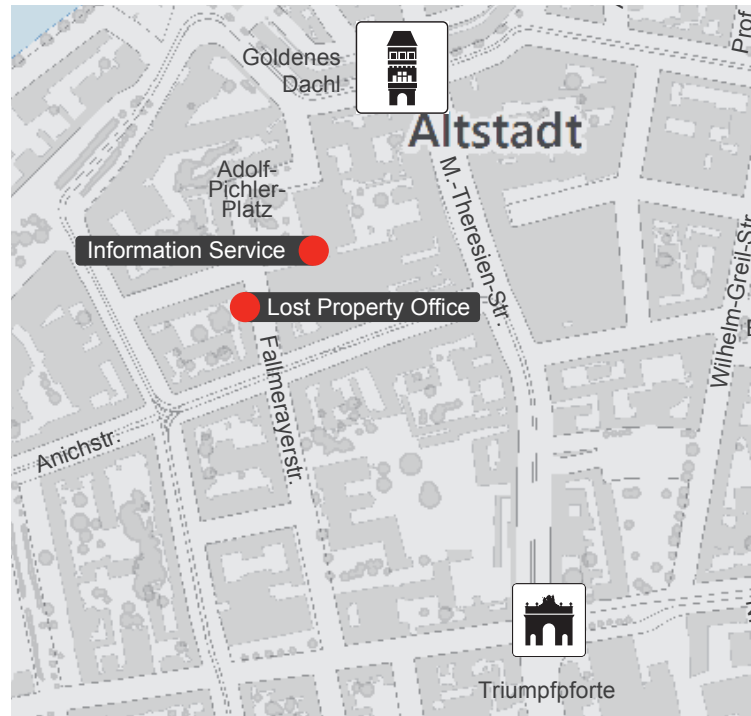 Goldenes
Dachl
Altstadt
Prof
Adolf-
Pichler-
Platz
M.-Theresien-Str.
Information Service
Lost Property Office
Wilhelm-Greil-Str.
Fallmerayerstr.
Anichstr.
Triumpfpforte